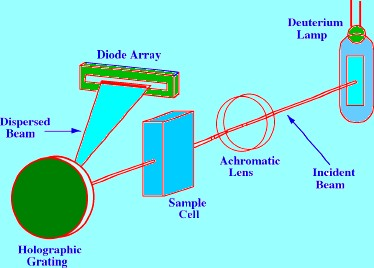 Deuterium
Lamp
Diode Array
Dispersed
Beam
Achromatic
Lens
Incident
Beam
Sample
Cell
Holographic
Grating